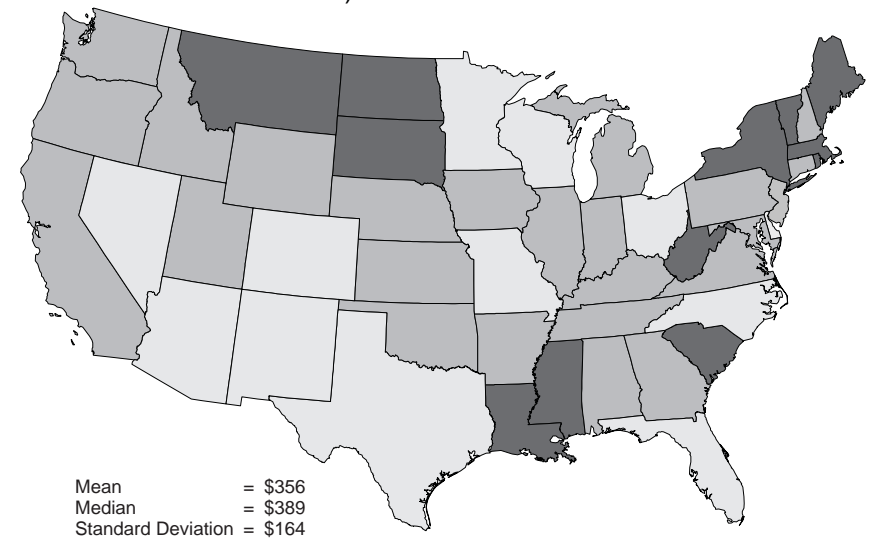 Mean = $356
Median = $389
Standard Deviation = $164